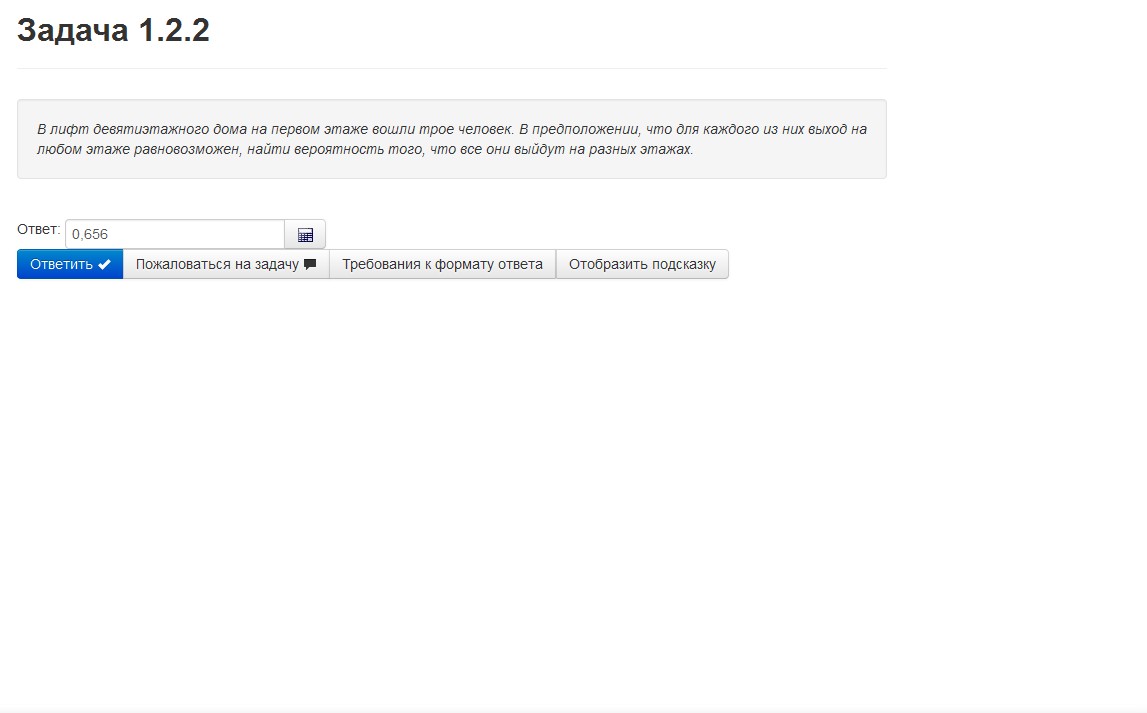 Задача 1.2.2
В лифт девятиэтажного дома на первом этаже вошли трое человек. В предположении, что для каждого из них выход на
любом этаже равновозможен, найти вероятность того, что все они выйдут на разных этажах.
Ответ: 0,656
Ответить Пожаловаться на задачу Требования к формату ответа Отобразить подсказку